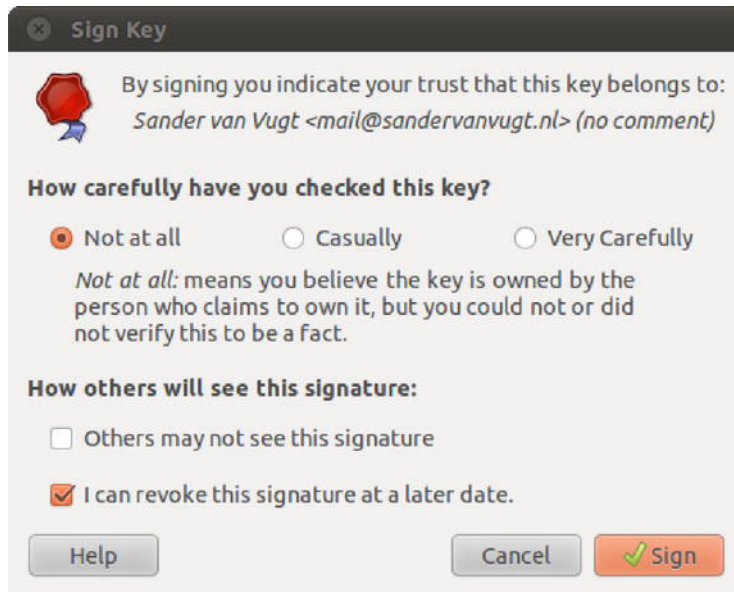 Sign Key
By signing you indicate your trust that this key belongs to:
Sander van Vugt <mail@sandervanvugt.nl> (no comment)
How carefully have you checked this key?
Not at all Casually Very Carefully
Not at all: means you believe the key is owned by the
person who claims to own it, but you could not or did
not verify this to be a fact.
How others will see this signature:
Others may not see this signature
I can revoke this signature at a later date.
Help Cancel Sign